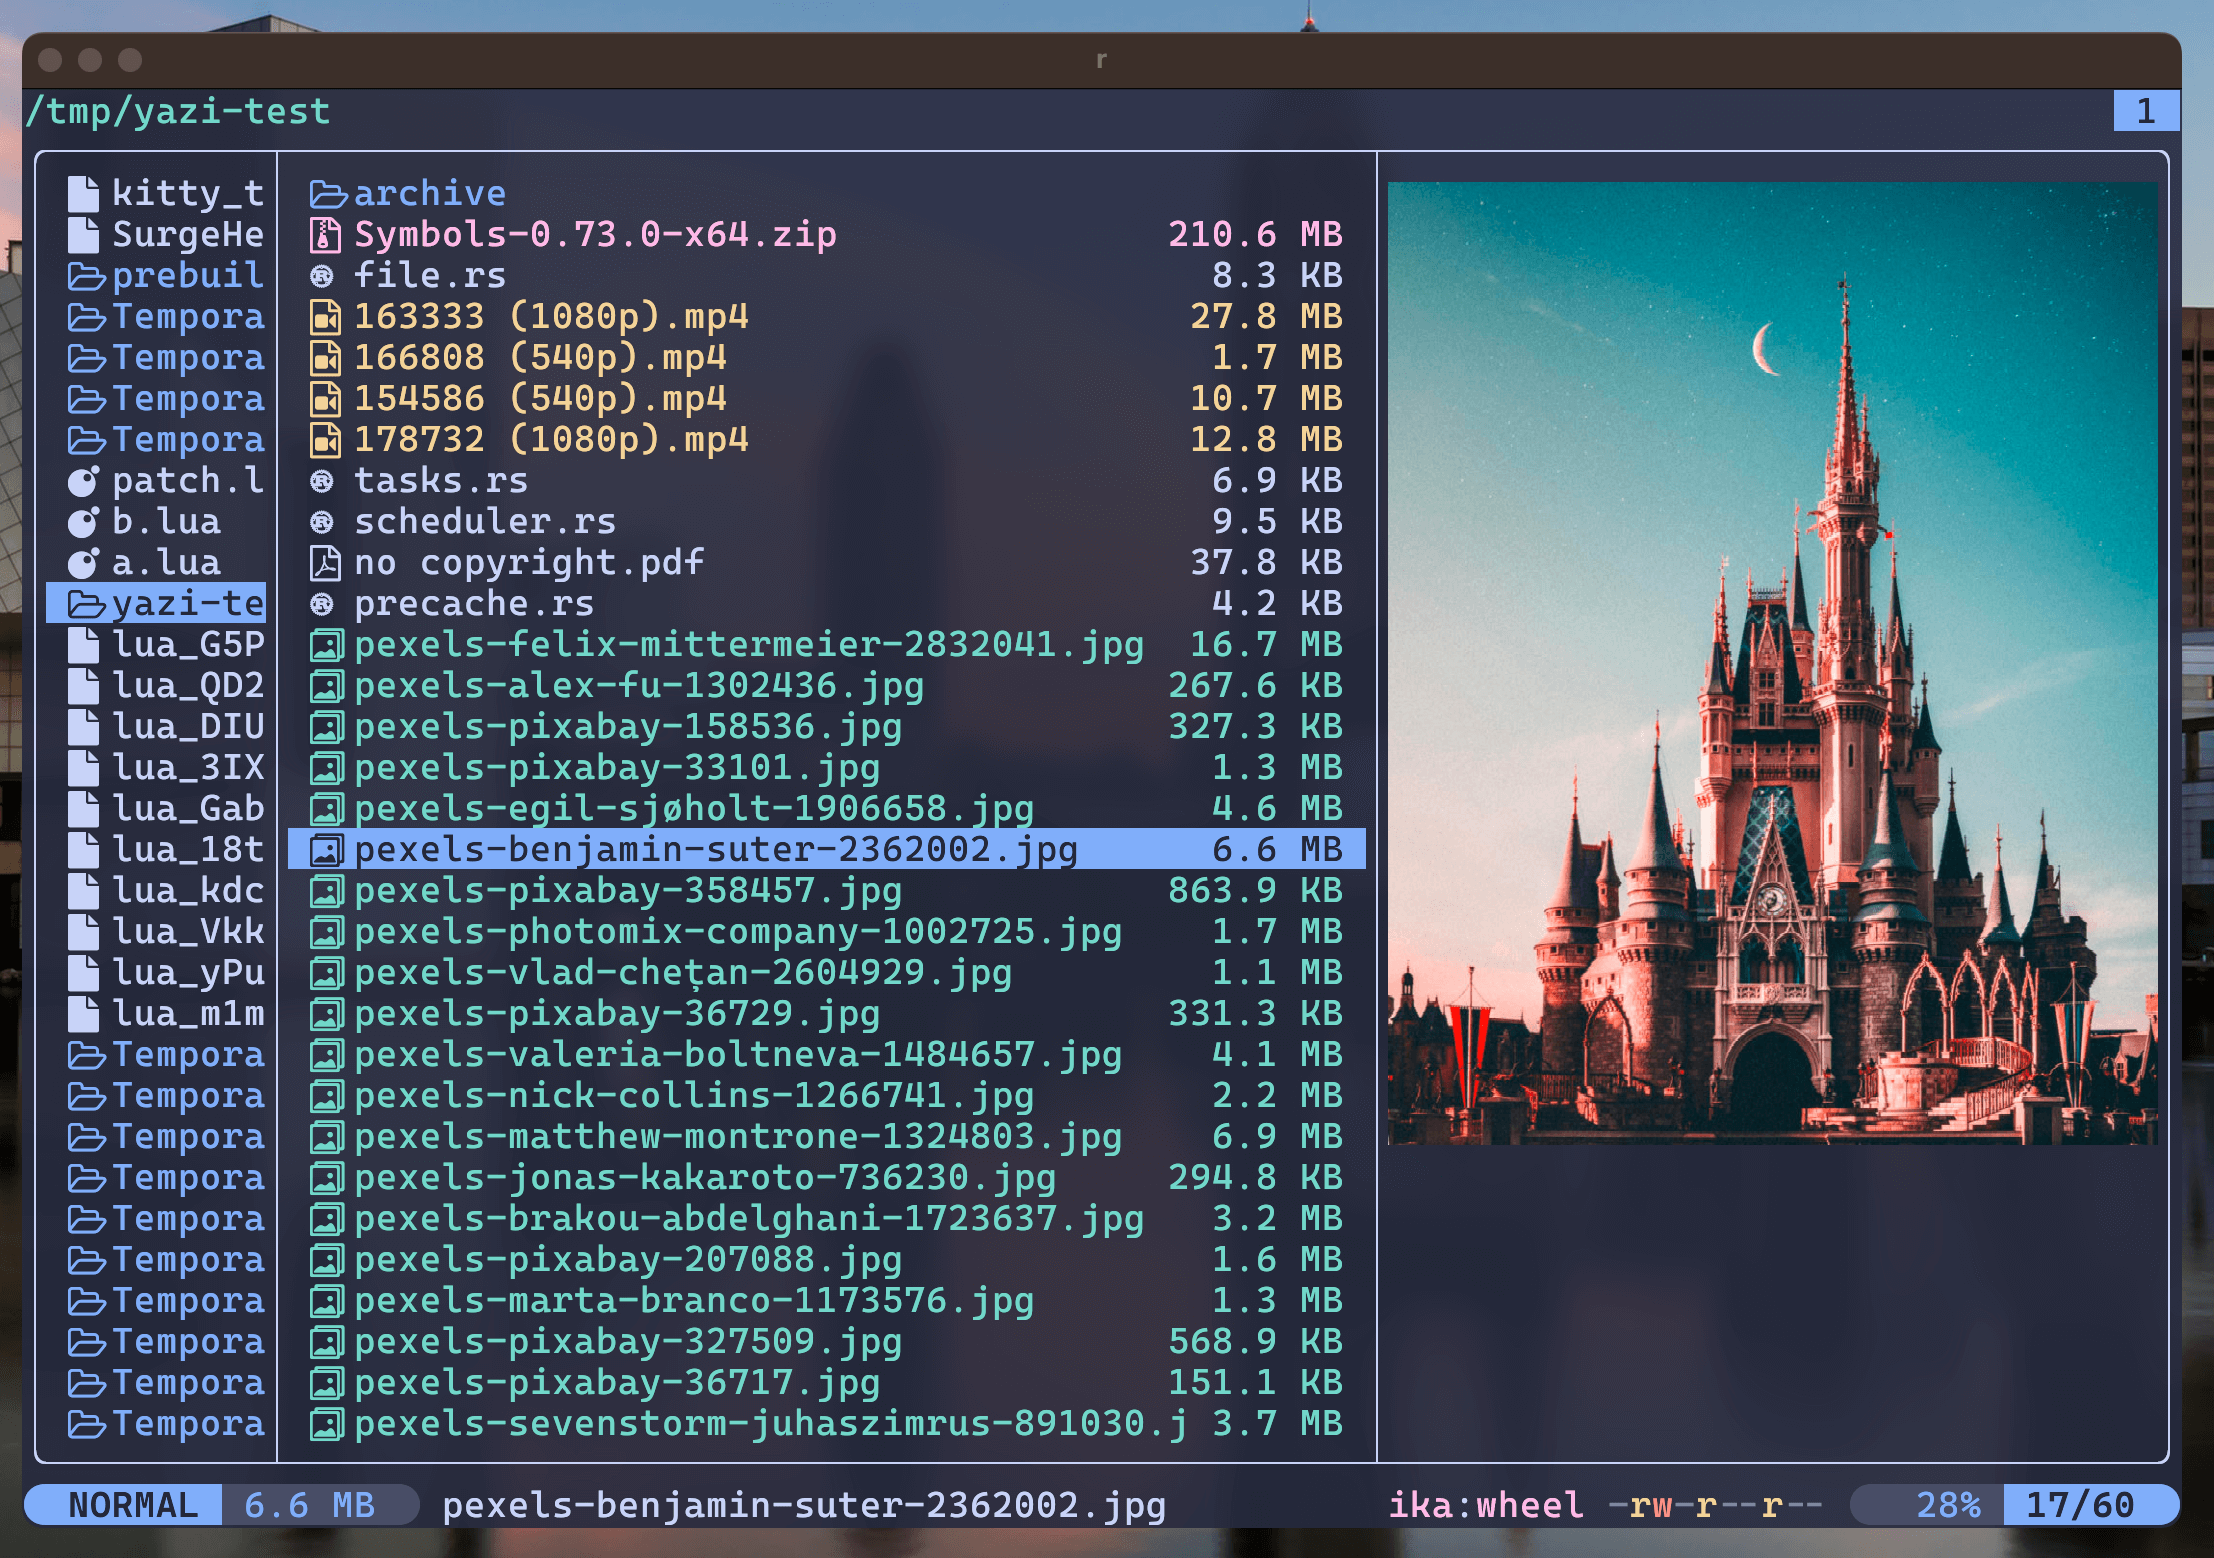 r
/tmp/yazi-test
1
kitty_t
SurgeHe
prebuil
Tempora
Tempora
Tempora
Tempora
patch.l
b.lua
a.lua
yazi-te
lua_G5P
lua_QD2
lua_DIU
lua_3IX
lua_Gab
lua_18t
lua_kdc
lua_Vkk
lua_yPu
lua_m1m
Tempora
Tempora
Tempora
Tempora
Tempora
Tempora
Tempora
Tempora
Tempora
Tempora
archive
Symbols-0.73.0-x64.zip 210.6 MB
file.rs 8.3 KB
163333 (1080p).mp4 27.8 MB
166808 (540p).mp4 1.7 MB
154586 (540p).mp4 10.7 MB
178732 (1080p).mp4 12.8 MB
tasks.rs 6.9 KB
scheduler.rs 9.5 KB
no copyright.pdf 37.8 KB
precache.rs 4.2 KB
pexels-felix-mittermeier-2832041.jpg 16.7 MB
pexels-alex-fu-1302436.jpg 267.6 KB
pexels-pixabay-158536.jpg 327.3 KB
pexels-pixabay-33101.jpg 1.3 MB
pexels-egil-sjøholt-1906658.jpg 4.6 MB
pexels-benjamin-suter-2362002.jpg 6.6 MB
pexels-pixabay-358457.jpg 863.9 KB
pexels-photomix-company-1002725.jpg 1.7 MB
pexels-vlad-chețan-2604929.jpg 1.1 MB
pexels-pixabay-36729.jpg 331.3 KB
pexels-valeria-boltneva-1484657.jpg 4.1 MB
pexels-nick-collins-1266741.jpg 2.2 MB
pexels-matthew-montrone-1324803.jpg 6.9 MB
pexels-jonas-kakaroto-736230.jpg 294.8 KB
pexels-brakou-abdelghani-1723637.jpg 3.2 MB
pexels-pixabay-207088.jpg 1.6 MB
pexels-marta-branco-1173576.jpg 1.3 MB
pexels-pixabay-327509.jpg 568.9 KB
pexels-pixabay-36717.jpg 151.1 KB
pexels-sevenstorm-juhaszimrus-891030.j 3.7 MB
NORMAL 6.6 MB pexels-benjamin-suter-2362002.jpg ika:wheel -rw-r--r-- 28% 17/60